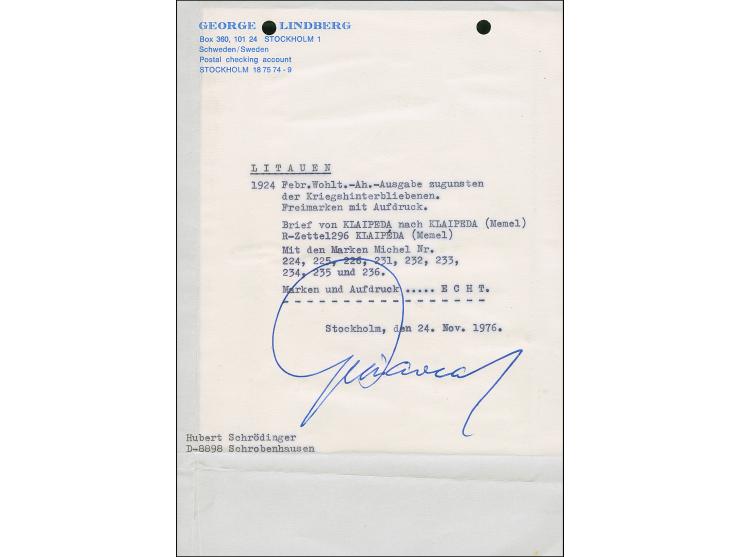 GEORGE LINDBERG
Box 360, 101 24 STOCKHOLM 1
Schweden/Sweden
Postal checking account
STOCKHOLM 18 75 74 - 9
L I T A U E N
1924 Febr.Wohlt.-Ah.-Ausgabe zugunsten
der Kriegshinterbliebenen.
Freimarken mit Aufdruck.
Brief von KLAIPEDA nach KLAIPEDA (Memel)
R-Zettel296 KLAIPEDA (Memel)
Mit den Marken Michel Nr.
224, 225, 226, 231, 232, 233,
234, 235 und 236.
Marken und Aufdruck ..... E C H T.
- - - - - - - - - - - - - - - - -
Stockholm, den 24. Nov. 1976.
Hubert Schrödinger
D-8898 Schrobenhausen